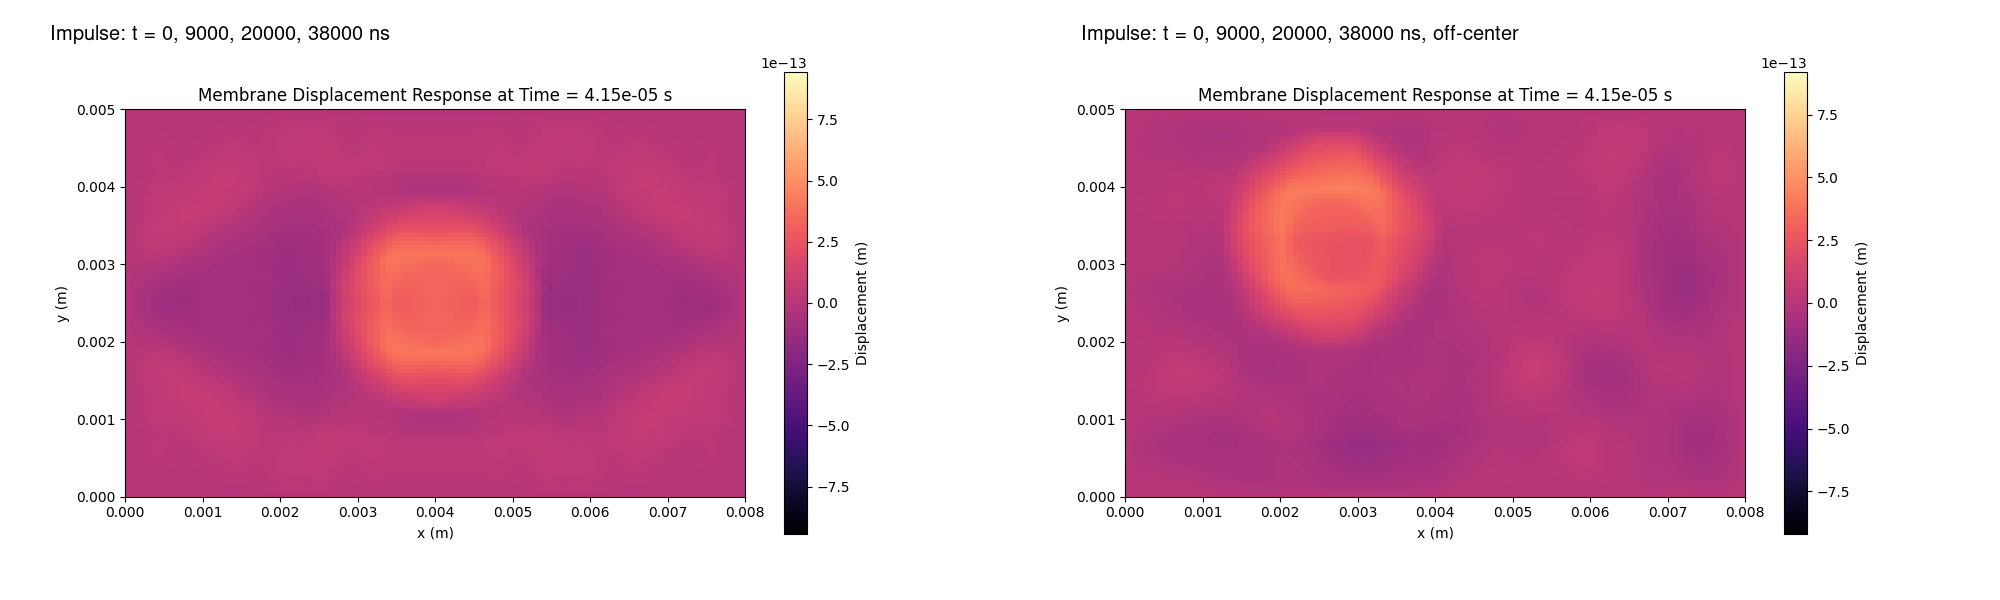 Impulse: t = 0, 9000, 20000, 38000 ns
1e−13
Membrane Displacement Response at Time = 4.15e-05 s
0.005
0.004
0.003
0.002
0.001
0.000
y (m)
0.000 0.001 0.002 0.003 0.004 0.005 0.006 0.007 0.008
x (m)
7.5
5.0
2.5
0.0
−2.5
−5.0
−7.5
Displacement (m)
Impulse: t = 0, 9000, 20000, 38000 ns, off-center
1e−13
Membrane Displacement Response at Time = 4.15e-05 s
0.005
0.004
0.003
0.002
0.001
0.000
y (m)
0.000 0.001 0.002 0.003 0.004 0.005 0.006 0.007 0.008
x (m)
7.5
5.0
2.5
0.0
−2.5
−5.0
−7.5
Displacement (m)